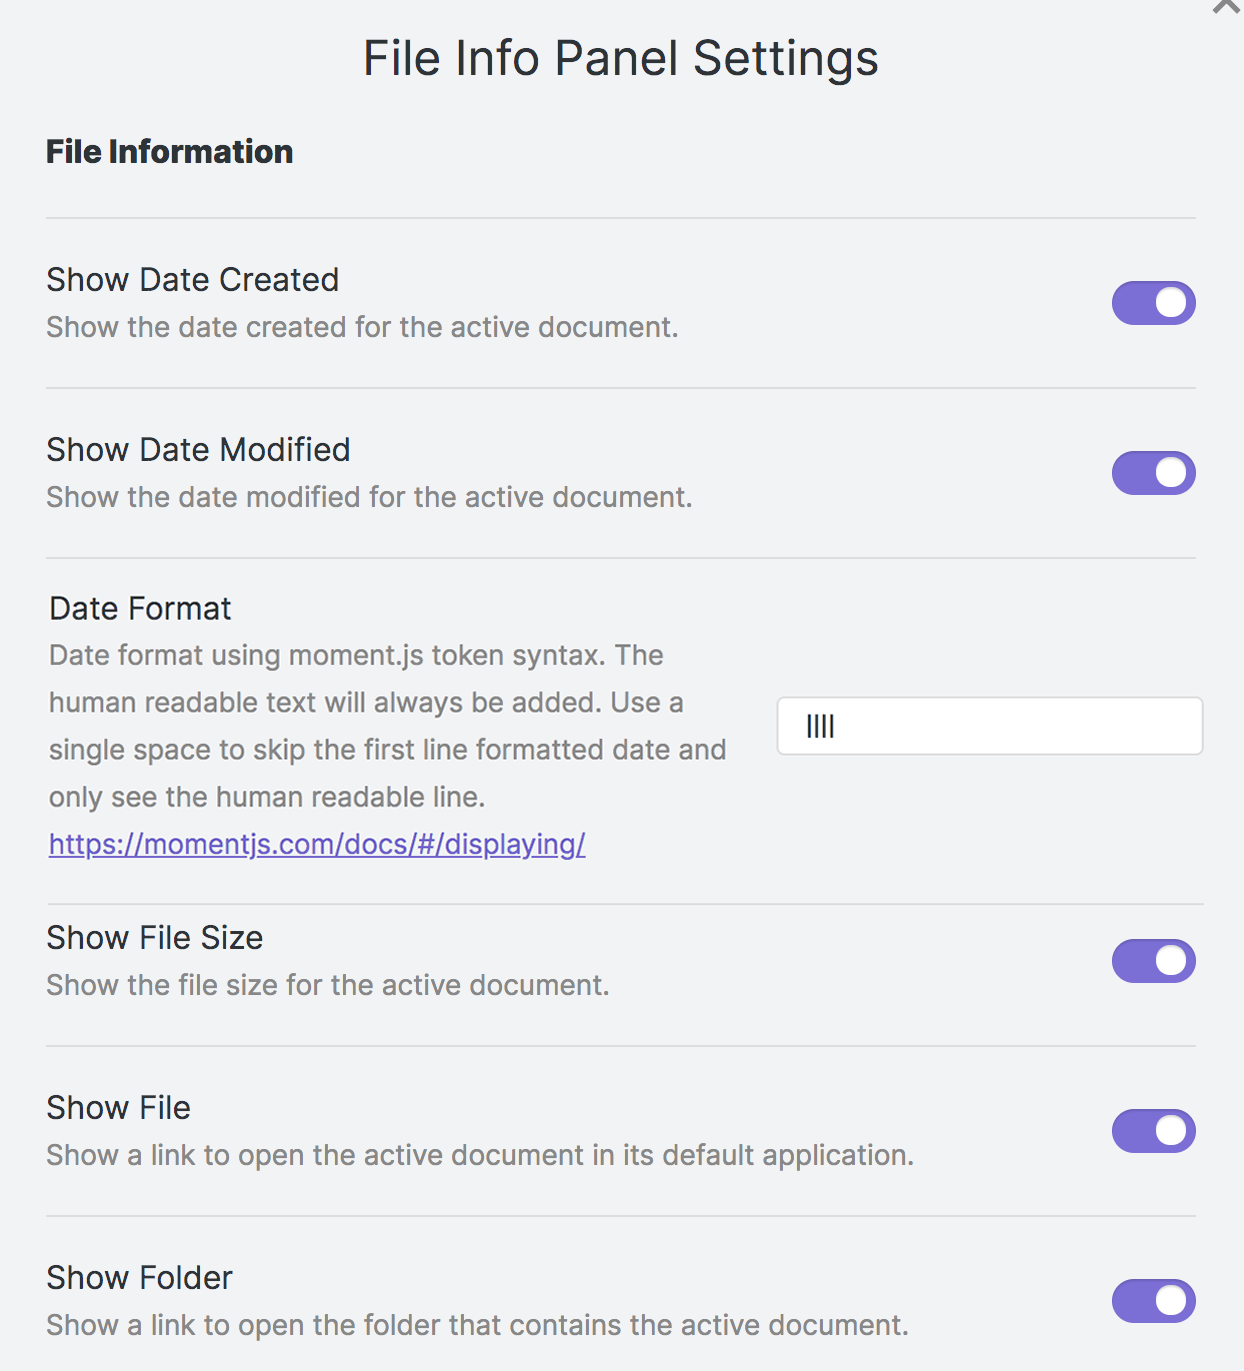 File Info Panel Settings
File Information
Show Date Created
Show the date created for the active document.
Show Date Modified
Show the date modified for the active document.
Date Format
Date format using moment.js token syntax. The
human readable text will always be added. Use a
single space to skip the first line formatted date and
only see the human readable line.
https://momentjs.com/docs/#/displaying/
llll
Show File Size
Show the file size for the active document.
Show File
Show a link to open the active document in its default application.
Show Folder
Show a link to open the folder that contains the active document.